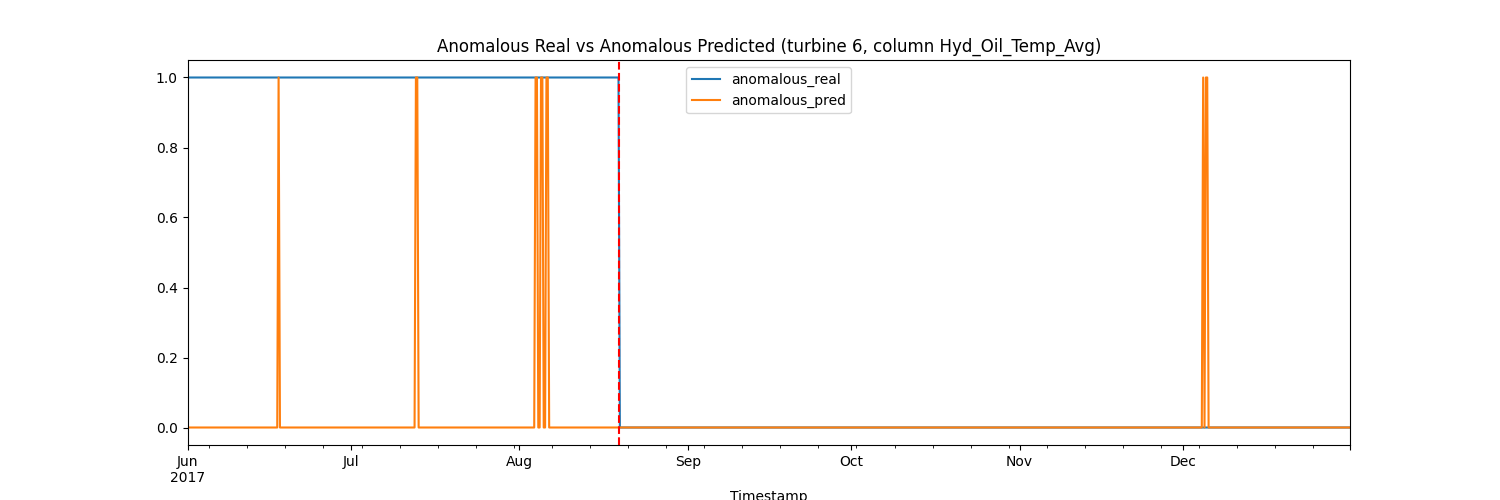 Anomalous Real vs Anomalous Predicted (turbine 6, column Hyd_Oil_Temp_Avg)
anomalous_real
anomalous_pred
1.0
0.8
0.6
0.4
0.2
0.0
Jun Jul Aug Sep Oct Nov Dec
2017
Timestamp